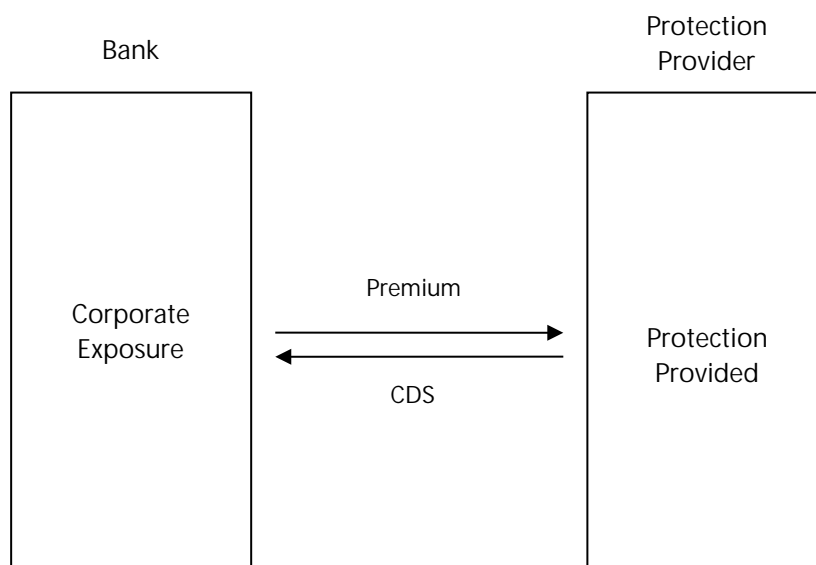 Bank
Protection
Provider
Premium
Corporate
Exposure
Protection
Provided
CDS